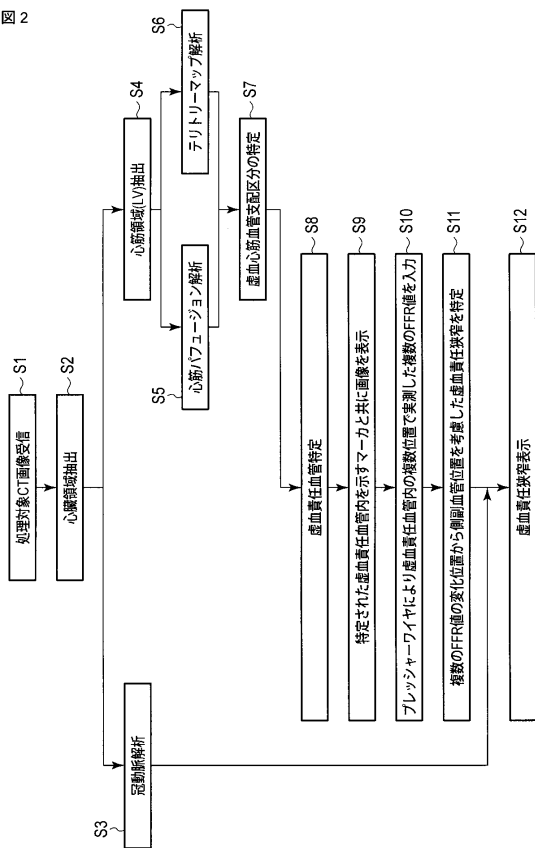 図 2
S1
処理対象CT画像受信
S2
心臓領域抽出
S3
冠動脈解析
S4
心筋領域(LV)抽出
S5
心筋パフュージョン解析
S6
テリトリーマップ解析
S7
虚血心筋血管支配区分の特定
S8
虚血責任血管特定
S9
特定された虚血責任血管内を示すマーカと共に画像を表示
S10
プレッシャーワイヤにより虚血責任血管内の複数位置で実測した複数のFFR値を入力
S11
複数のFFR値の変化位置から側副血管位置を考慮した虚血責任狭窄を特定
S12
虚血責任狭窄表示